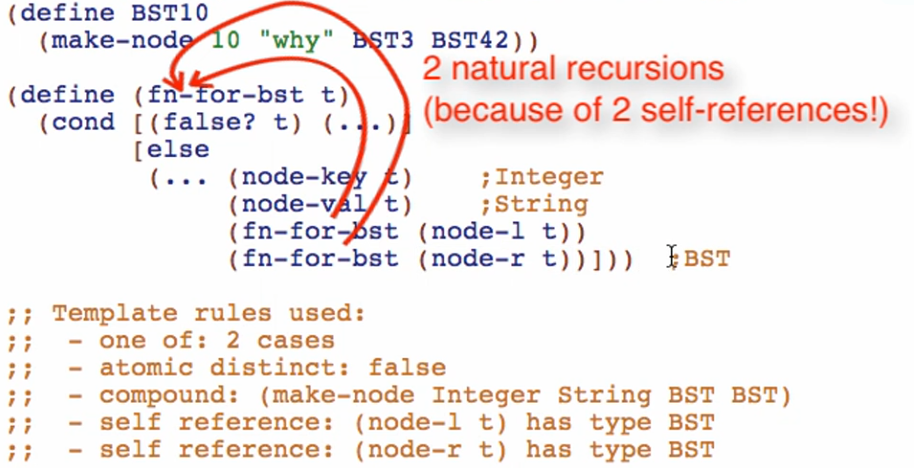 (define BST10
(make-node 10 "why" BST3 BST42))
2 natural recursions
(because of 2 self-references!)
(define (fn-for-bst t)
(cond [(false? t) (...)]
[else
(... (node-key t) ;Integer
(node-val t) ;String
(fn-for-bst (node-l t))
(fn-for-bst (node-r t))])) ;BST
;; Template rules used:
;; - one of: 2 cases
;; - atomic distinct: false
;; - compound: (make-node Integer String BST BST)
;; - self reference: (node-l t) has type BST
;; - self reference: (node-r t) has type BST